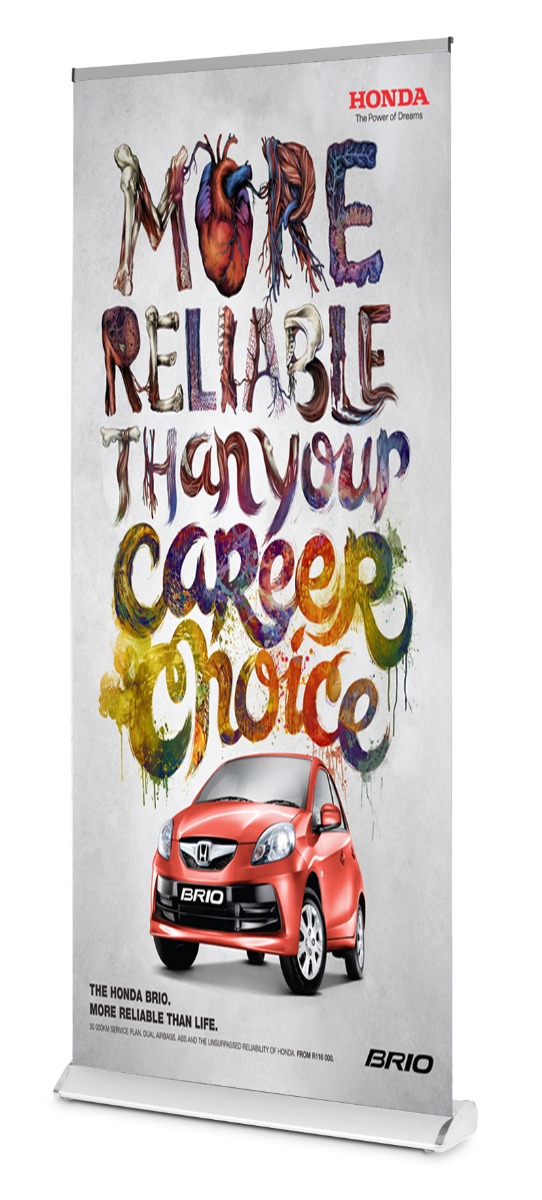 HONDA
The Power of Dreams
MORE
RELIABLE
THan your
CaReeR
choice
BRIO
THE HONDA BRIO.
MORE RELIABLE THAN LIFE.
30 000KM SERVICE PLAN. DUAL AIRBAGS. ABS AND THE UNSURPASSED RELIABILITY OF HONDA. FROM R116 000.
BRIO